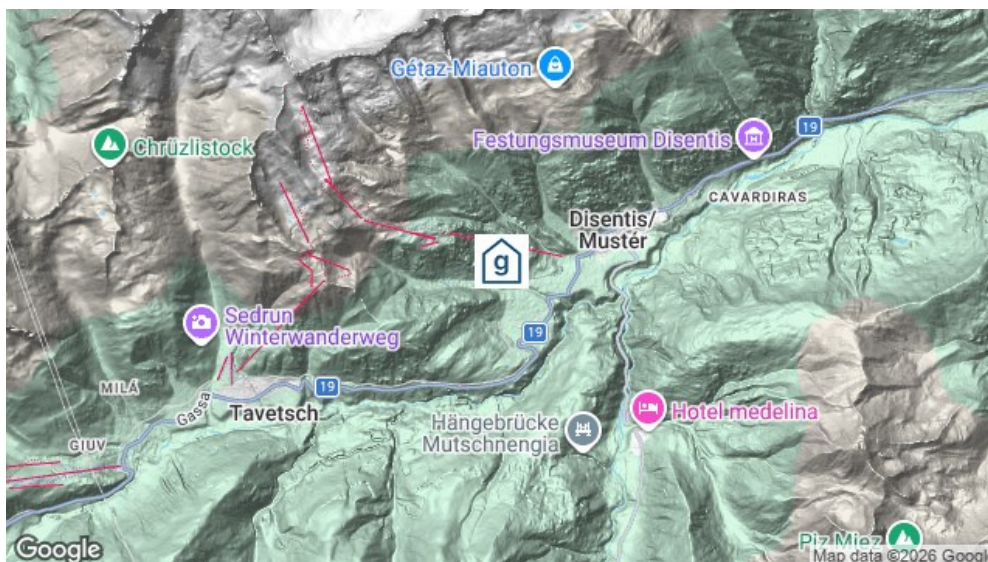 Gétaz-Miauton
Chrüzlistock
Festungsmuseum Disentis
19
CAVARDIRAS
Disentis/
Mustér
g
Sedrun
Winterwanderweg
19
MILÁ
19
Gassa
Tavetsch
Hotel medelina
Hängebrücke
Mutschnengia
GIUV
Piz Miez
Google
Map data ©2026 Google